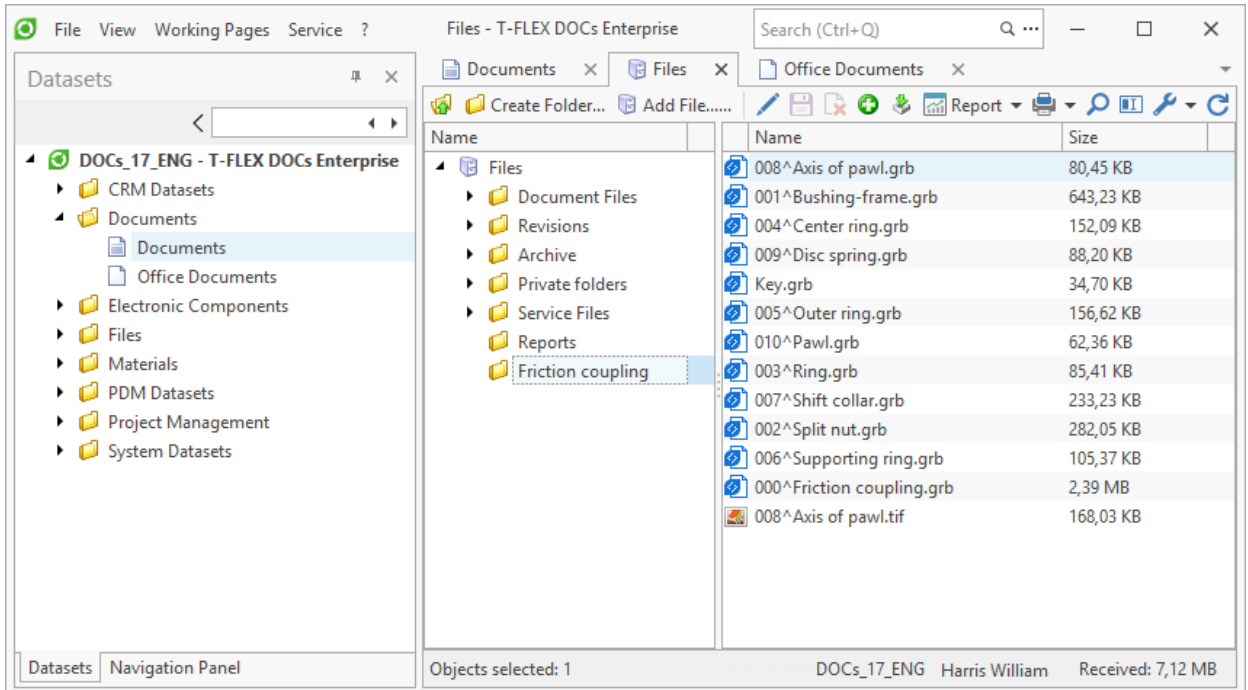 File View Working Pages Service ? Files - T-FLEX DOCs Enterprise Search (Ctrl+Q) ...
Datasets
Documents Files Office Documents
Create Folder... Add File...... Report
DOCs_17_ENG - T-FLEX DOCs Enterprise
CRM Datasets
Documents
Documents
Office Documents
Electronic Components
Files
Materials
PDM Datasets
Project Management
System Datasets
Datasets Navigation Panel
Name
Files
Document Files
Revisions
Archive
Private folders
Service Files
Reports
Friction coupling
Name Size
008^Axis of pawl.grb 80,45 KB
001^Bushing-frame.grb 643,23 KB
004^Center ring.grb 152,09 KB
009^Disc spring.grb 88,20 KB
Key.grb 34,70 KB
005^Outer ring.grb 156,62 KB
010^Pawl.grb 62,36 KB
003^Ring.grb 85,41 KB
007^Shift collar.grb 233,23 KB
002^Split nut.grb 282,05 KB
006^Supporting ring.grb 105,37 KB
000^Friction coupling.grb 2,39 MB
008^Axis of pawl.tif 168,03 KB
Objects selected: 1 DOCs_17_ENG Harris William Received: 7,12 MB